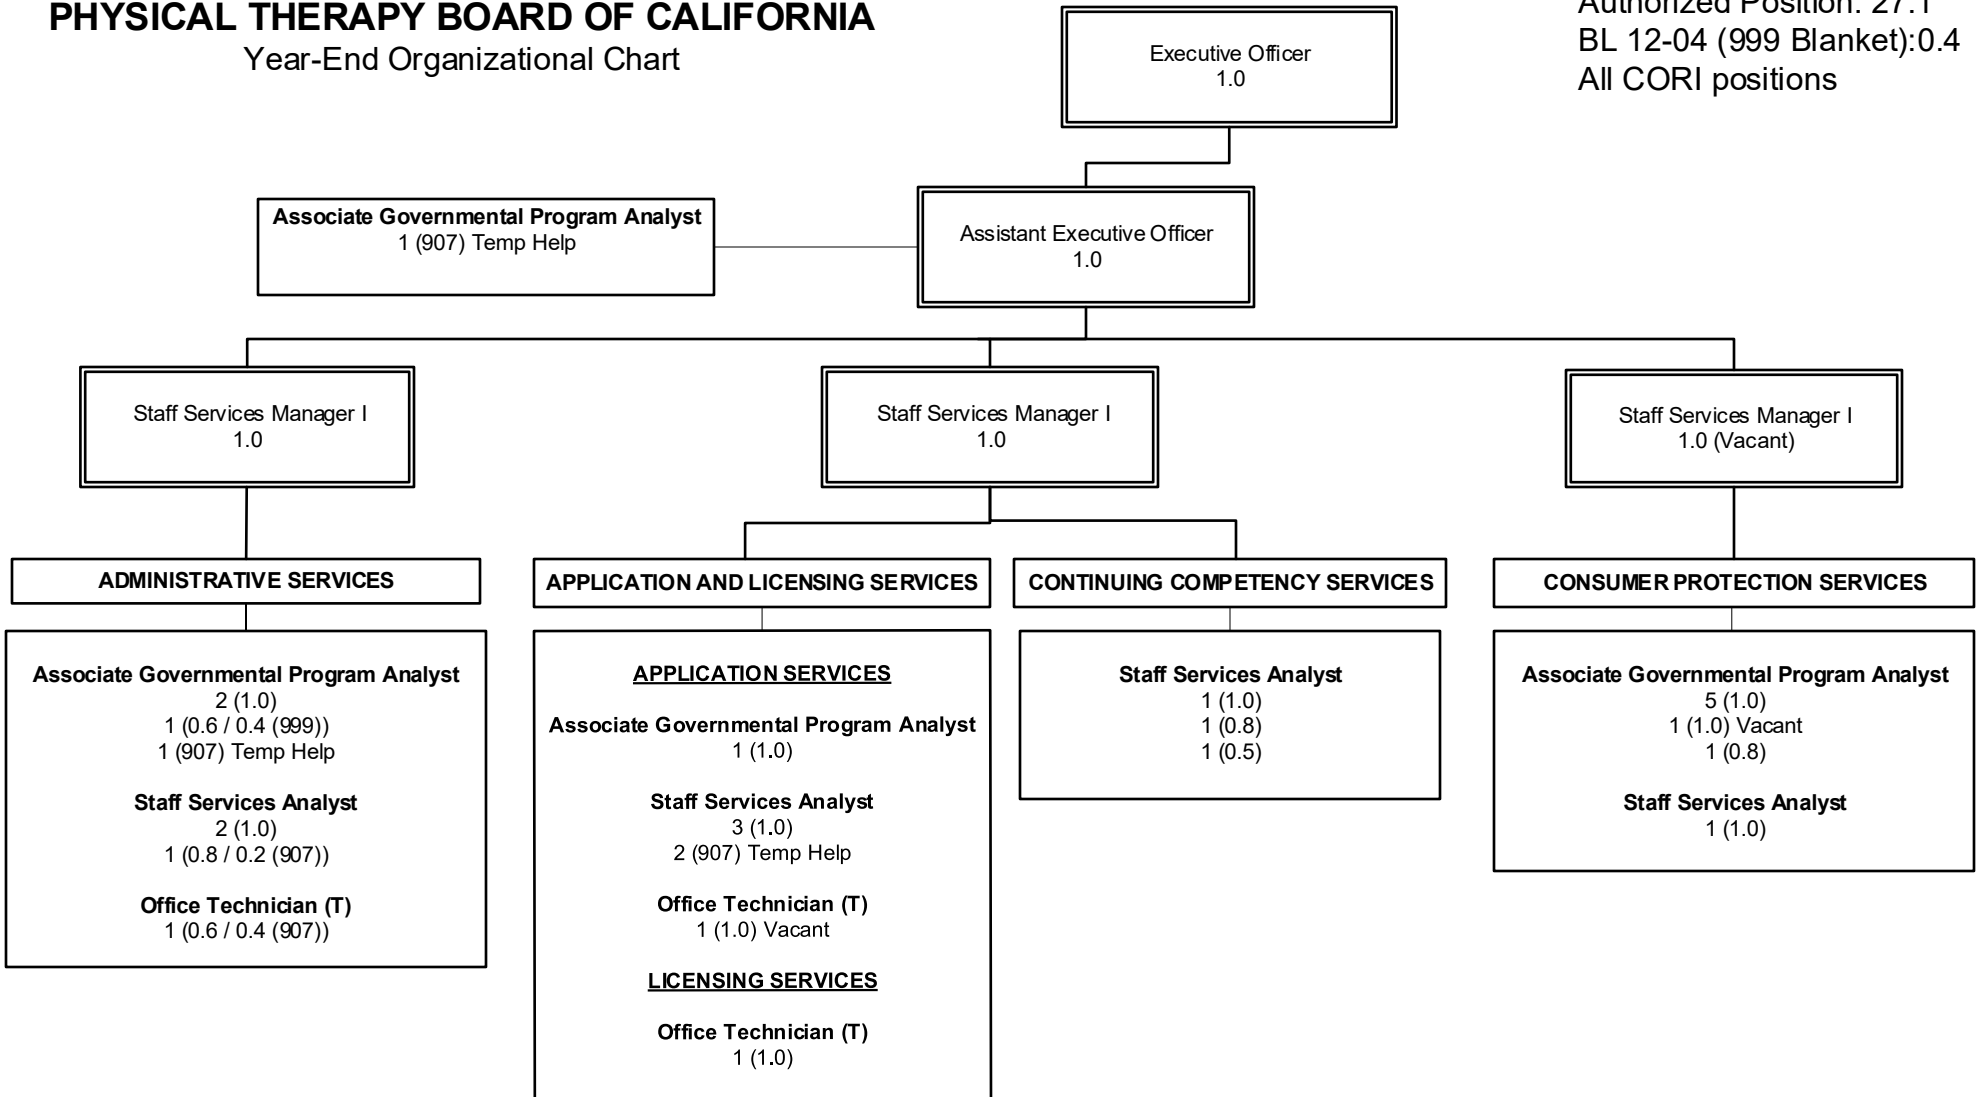 PHYSICAL THERAPY BOARD OF CALIFORNIA
Year-End Organizational Chart
Authorized Position: 27.1
BL 12-04 (999 Blanket):0.4
All CORI positions
Executive Officer
1.0
Associate Governmental Program Analyst
1 (907) Temp Help
Assistant Executive Officer
1.0
Staff Services Manager I
1.0
Staff Services Manager I
1.0
Staff Services Manager I
1.0 (Vacant)
ADMINISTRATIVE SERVICES
Associate Governmental Program Analyst
2 (1.0)
1 (0.6 / 0.4 (999))
1 (907) Temp Help
Staff Services Analyst
2 (1.0)
1 (0.8 / 0.2 (907))
Office Technician (T)
1 (0.6 / 0.4 (907))
APPLICATION AND LICENSING SERVICES
APPLICATION SERVICES
Associate Governmental Program Analyst
1 (1.0)
Staff Services Analyst
3 (1.0)
2 (907) Temp Help
Office Technician (T)
1 (1.0) Vacant
LICENSING SERVICES
Office Technician (T)
1 (1.0)
CONTINUING COMPETENCY SERVICES
Staff Services Analyst
1 (1.0)
1 (0.8)
1 (0.5)
CONSUMER PROTECTION SERVICES
Associate Governmental Program Analyst
5 (1.0)
1 (1.0) Vacant
1 (0.8)
Staff Services Analyst
1 (1.0)